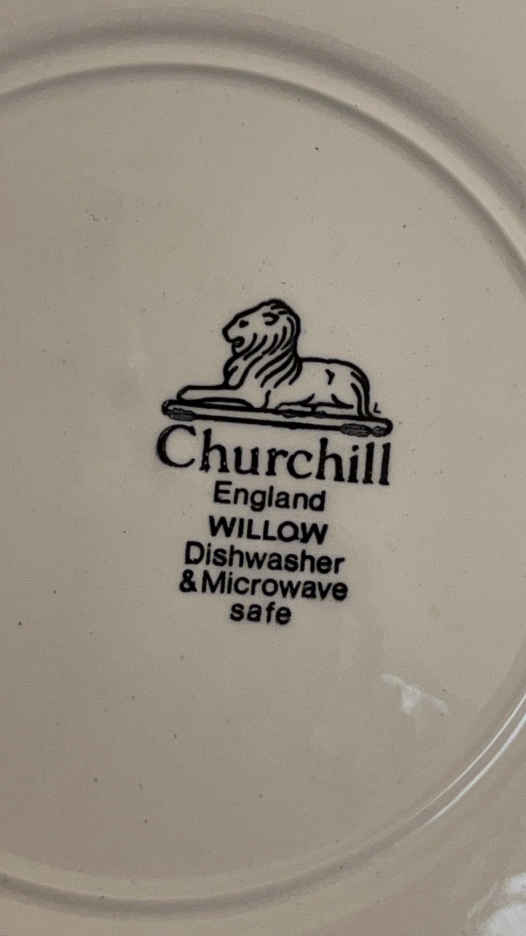 Churchill
England
WILLOW
Dishwasher
& Microwave
safe